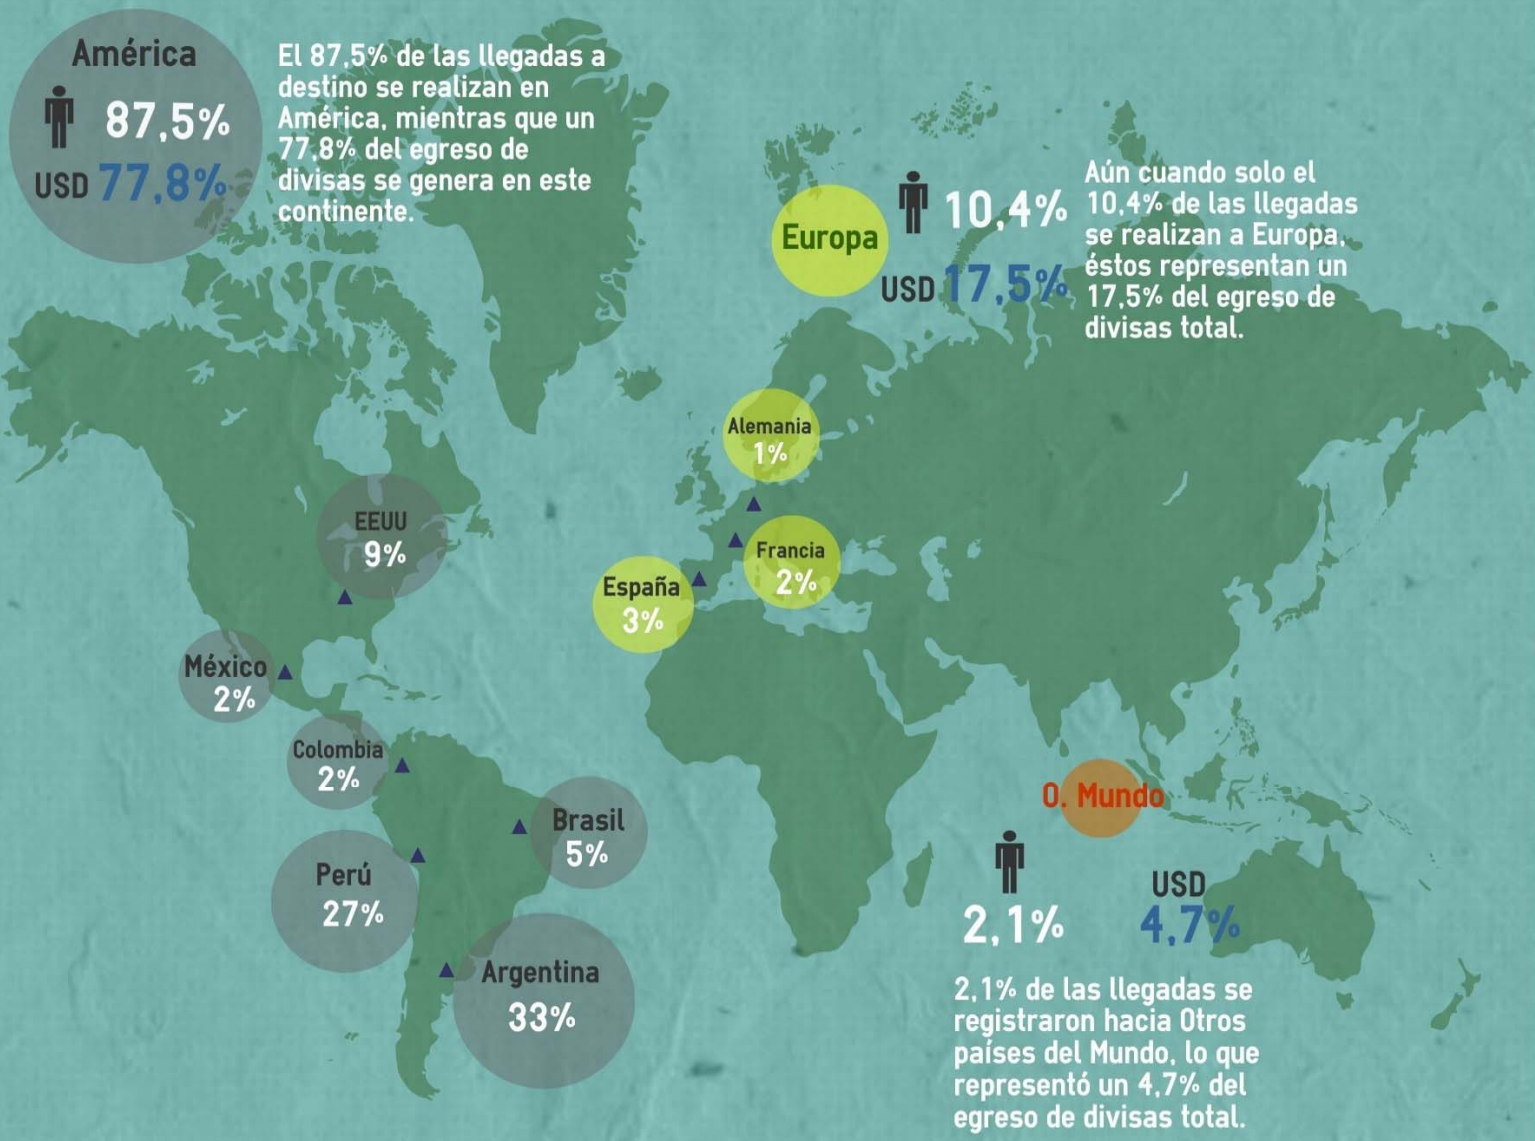 América
87,5%
USD 77,8%
El 87,5% de las llegadas a
destino se realizan en
América, mientras que un
77,8% del egreso de
divisas se genera en este
continente.
Europa
10,4%
USD 17,5%
Aún cuando solo el
10,4% de las llegadas
se realizan a Europa,
éstos representan un
17,5% del egreso de
divisas total.
Alemania
1%
EEUU
9%
Francia
2%
España
3%
México
2%
Colombia
2%
Brasil
5%
Perú
27%
Argentina
33%
O. Mundo
2,1%
USD
4,7%
2,1% de las llegadas se
registraron hacia Otros
países del Mundo, lo que
representó un 4,7% del
egreso de divisas total.